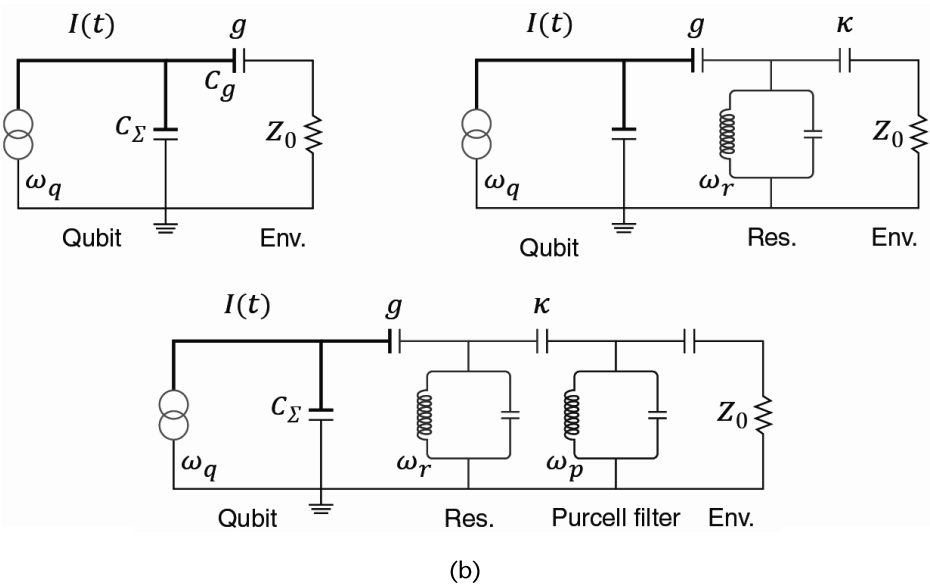 I(t) g
C_g
C_Σ Z_0
ω_q
Qubit Env.
I(t) g κ
Z_0
ω_q ω_r
Qubit Res. Env.
I(t) g κ
C_Σ Z_0
ω_q ω_r ω_p
Qubit Res. Purcell filter Env.
(b)